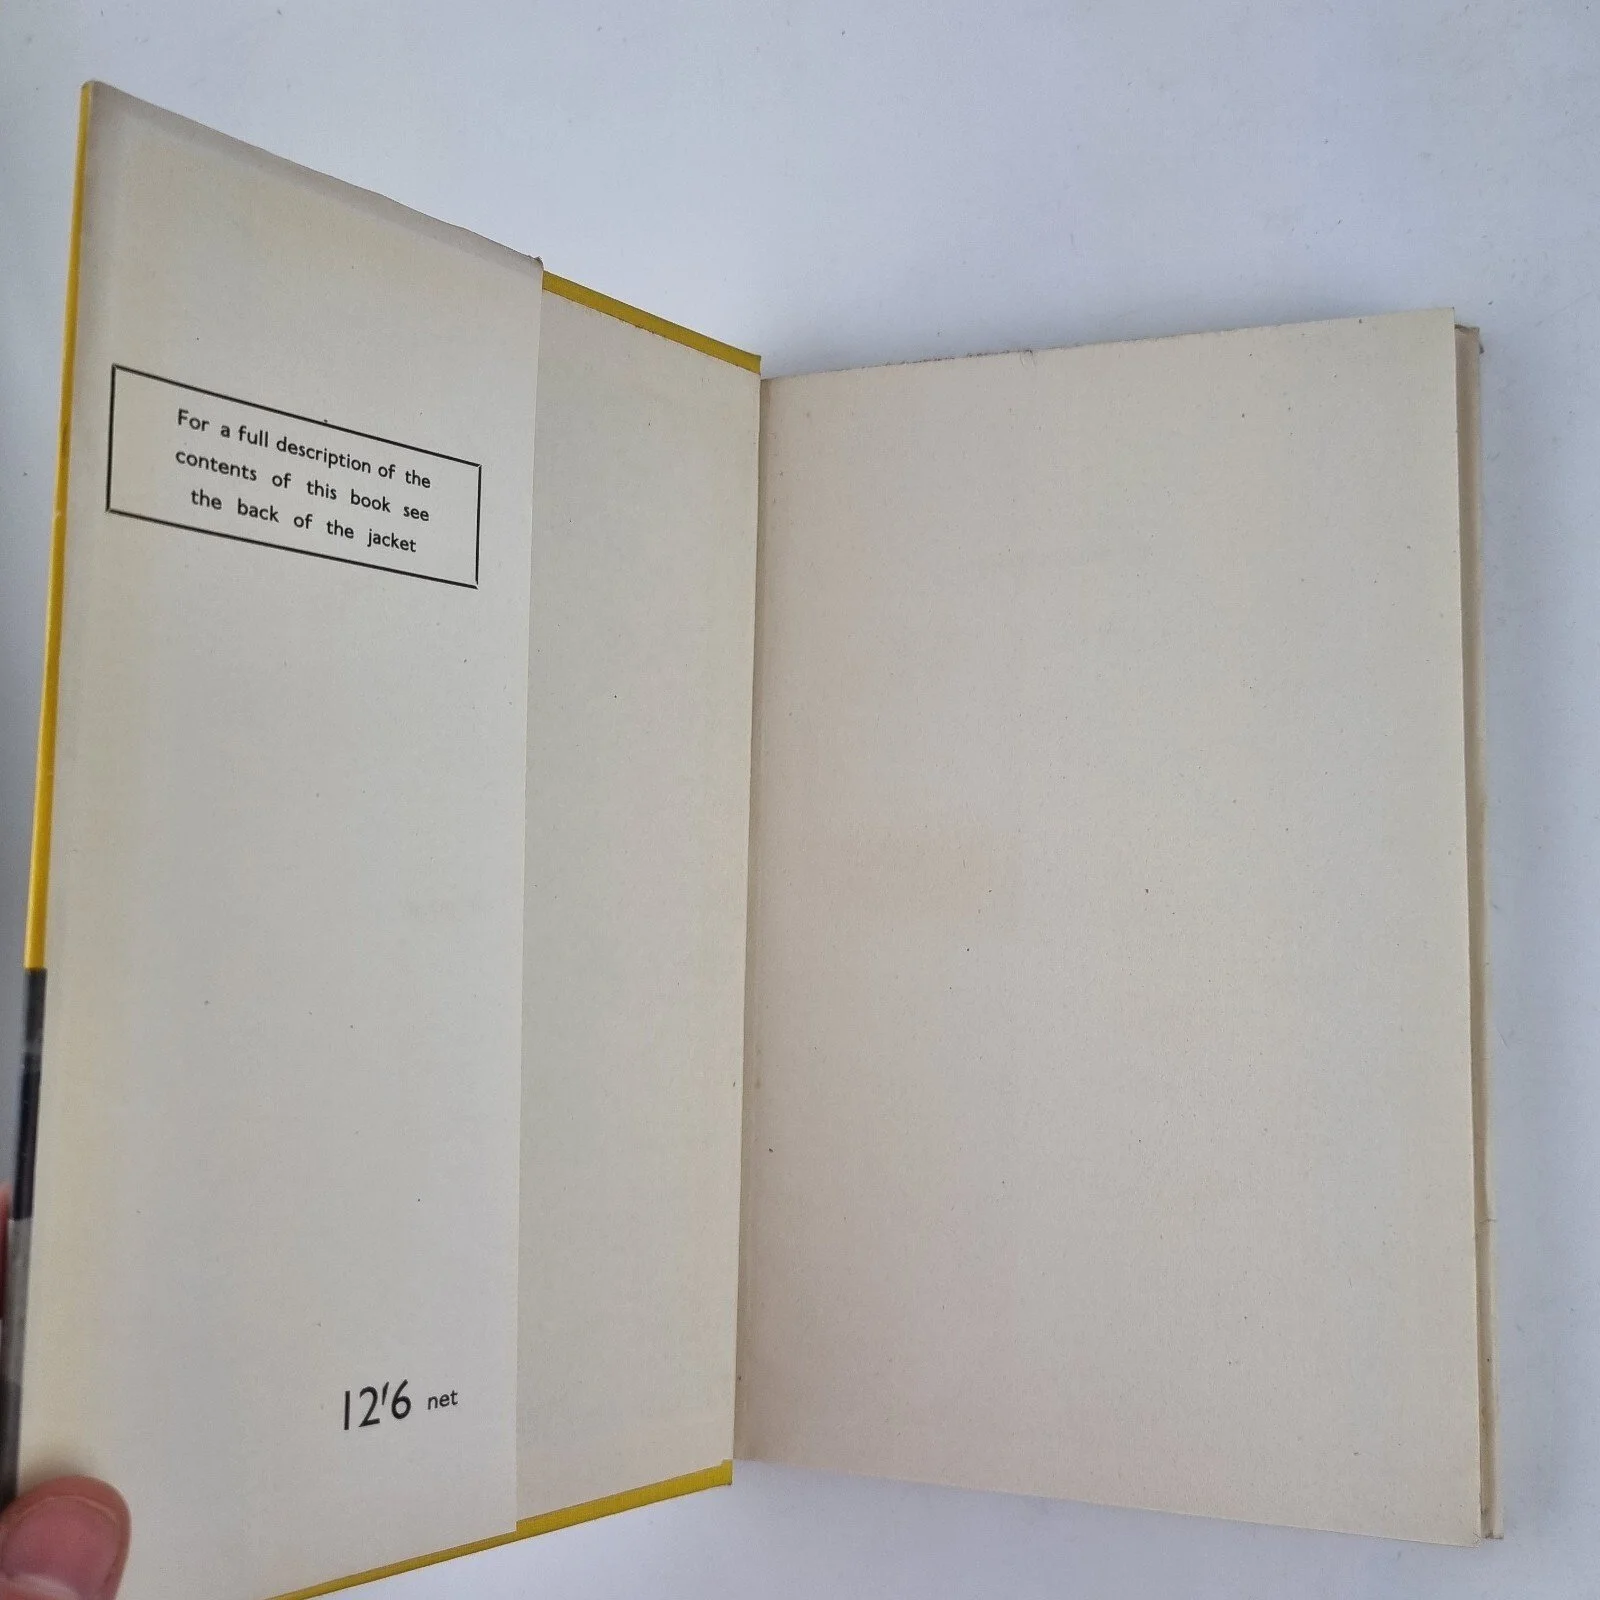 For a full description of the
contents of this book see
the back of the jacket
12'6 net